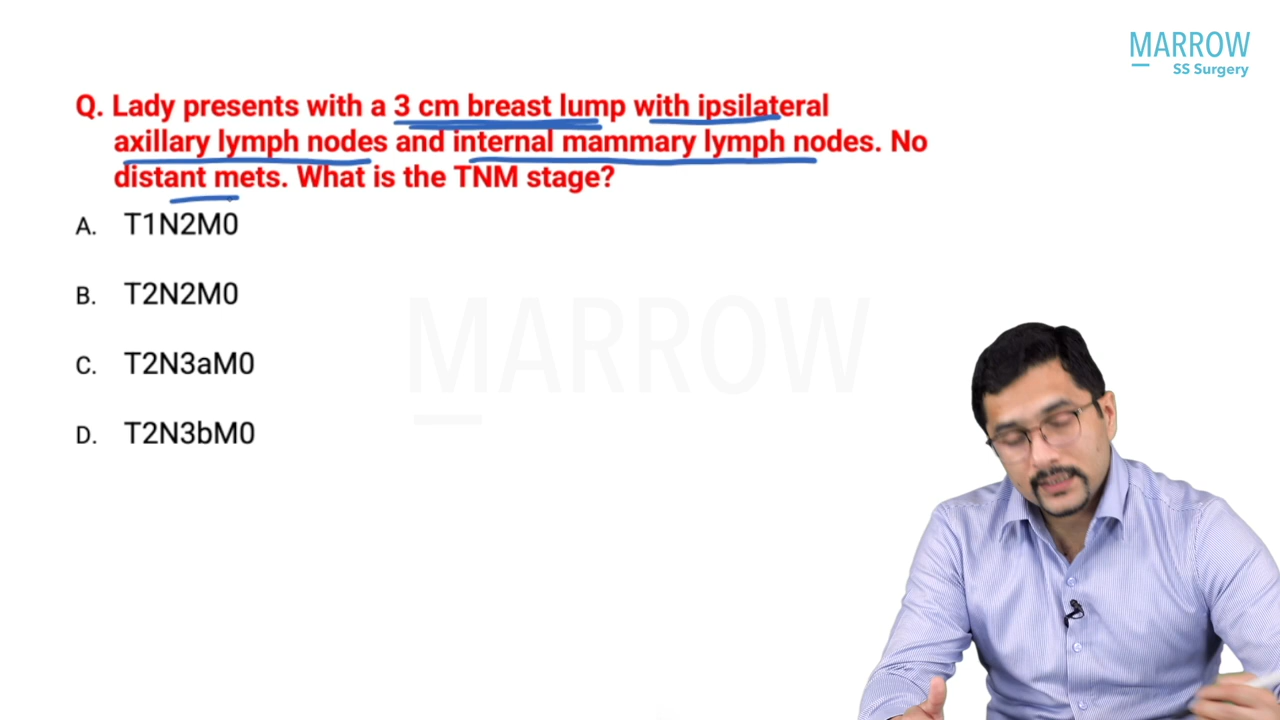 MARROW
SS Surgery
Q. Lady presents with a 3 cm breast lump with ipsilateral
axillary lymph nodes and internal mammary lymph nodes. No
distant mets. What is the TNM stage?
A. T1N2M0
B. T2N2M0
C. T2N3aM0
D. T2N3bM0
MARROW